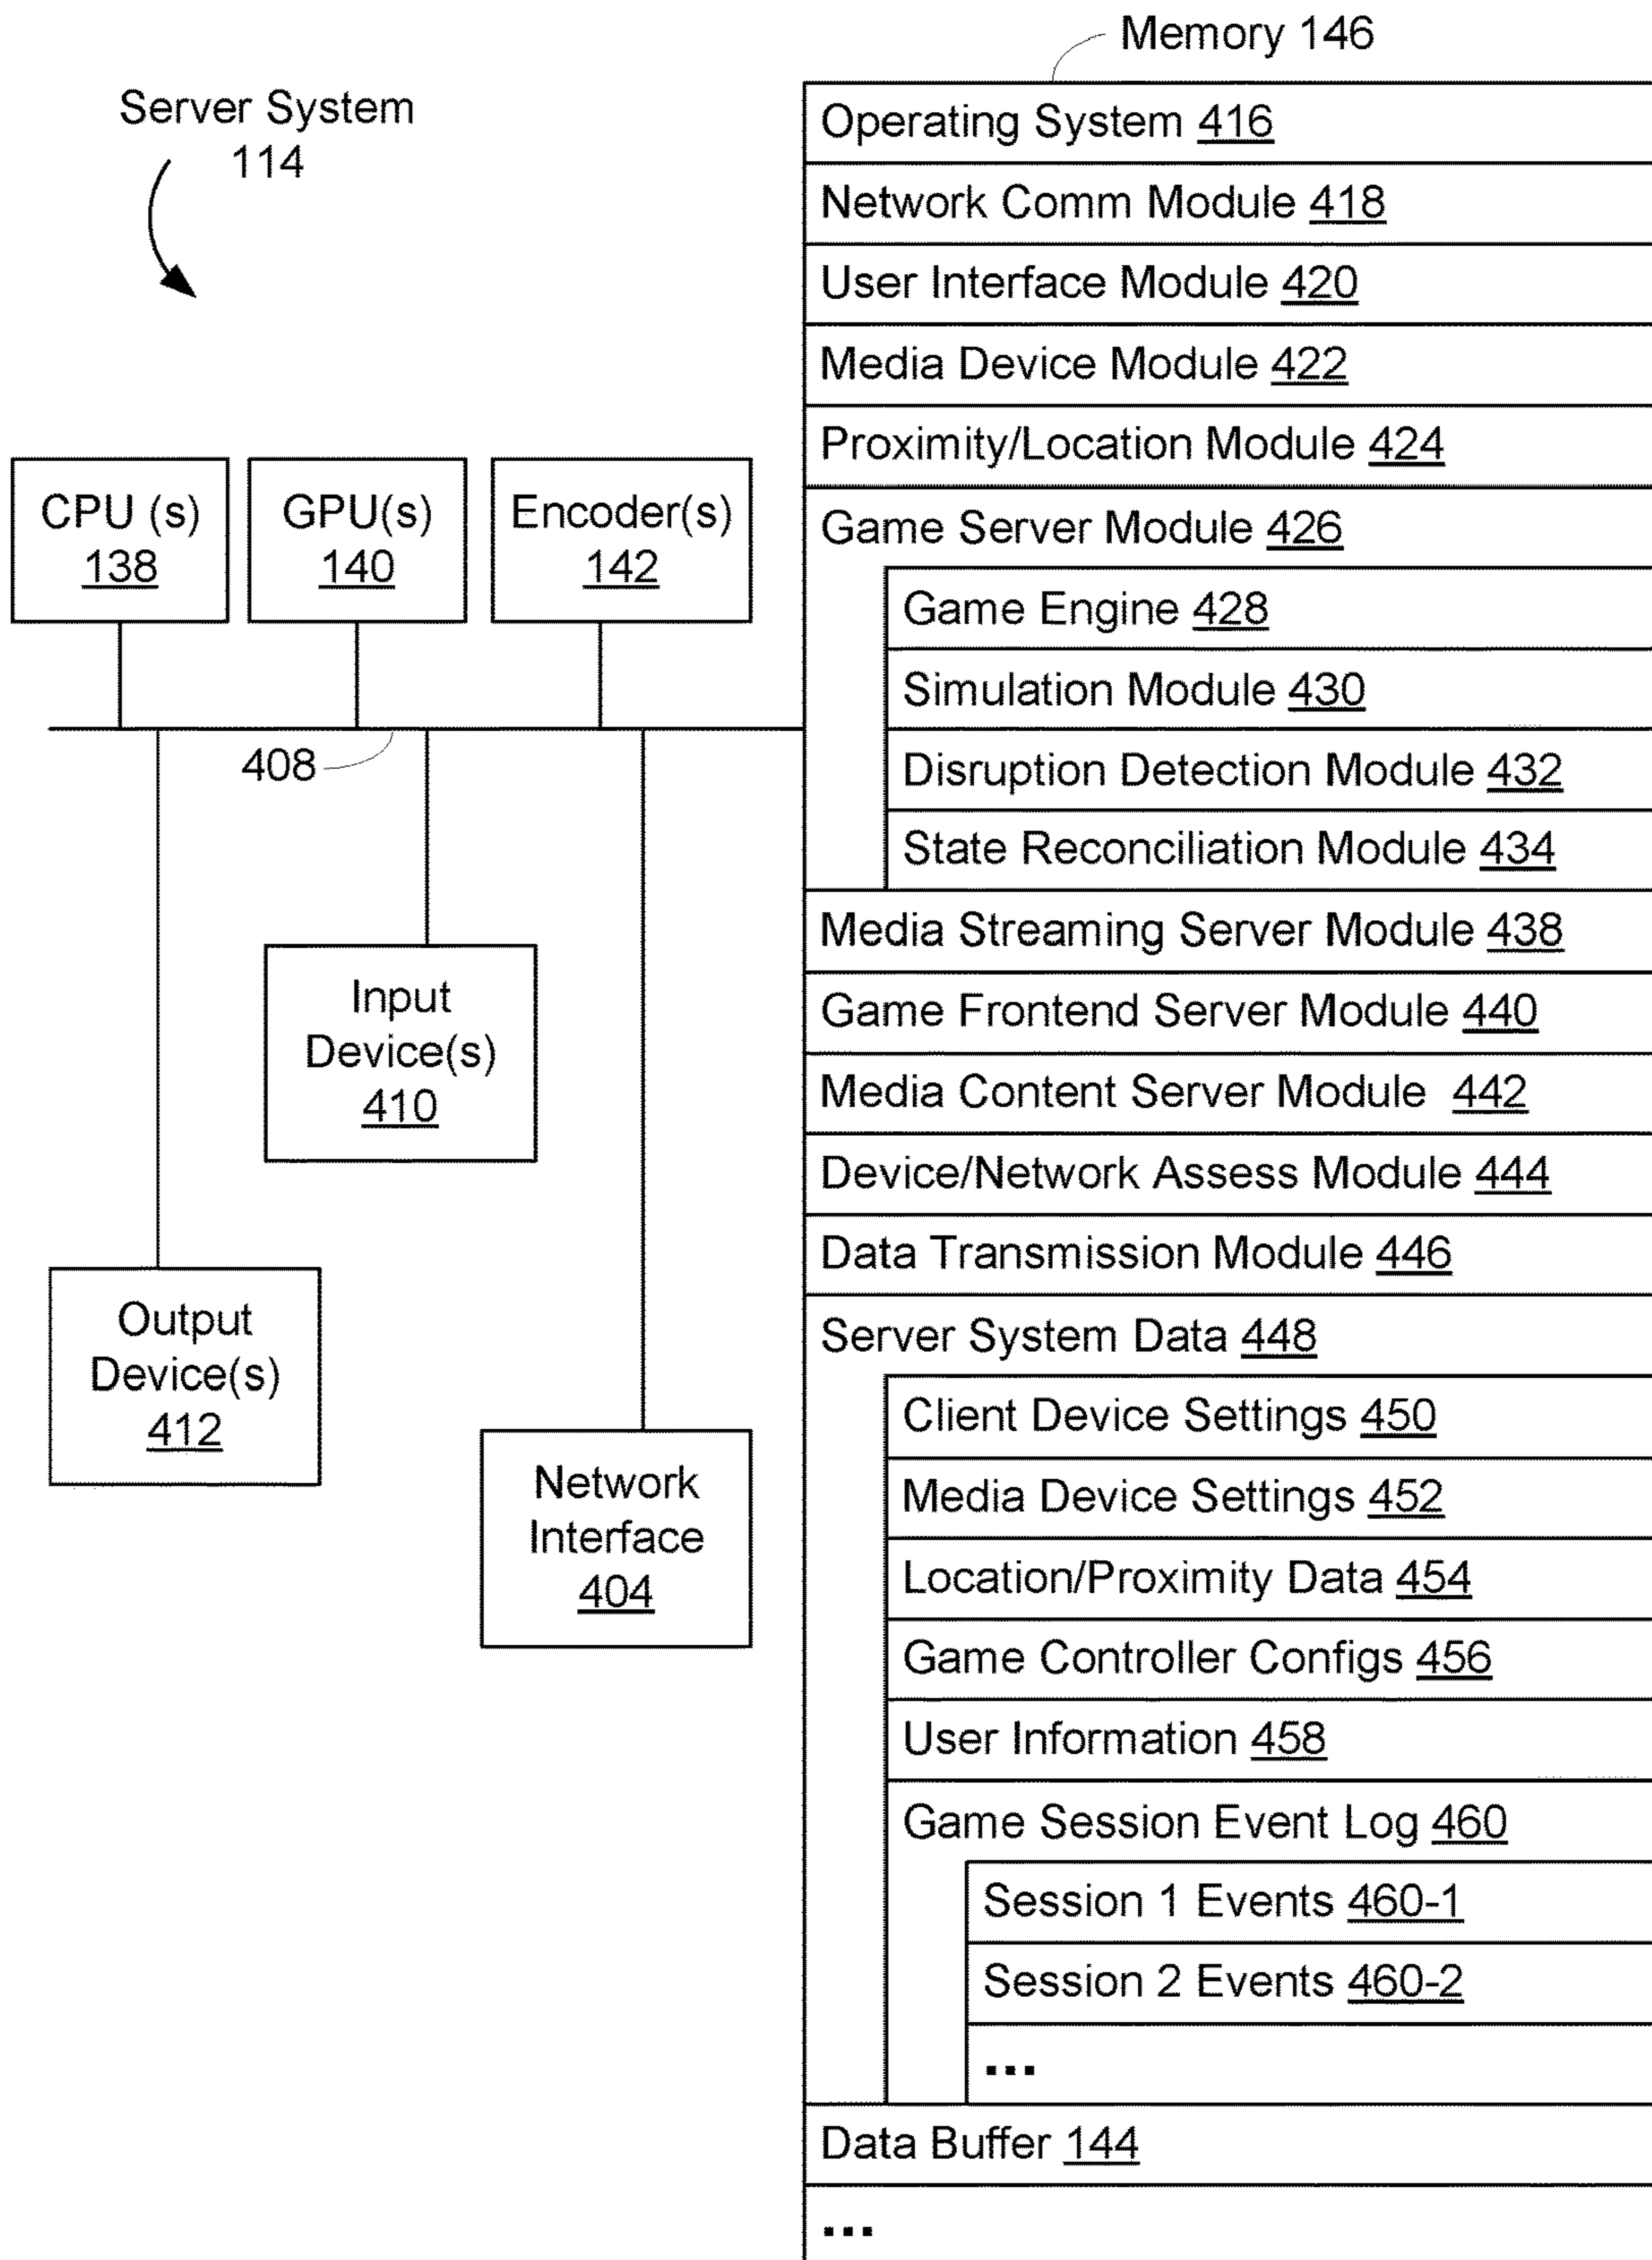 Memory 146
Server System
114
Operating System 416
Network Comm Module 418
User Interface Module 420
Media Device Module 422
Proximity/Location Module 424
Game Server Module 426
Game Engine 428
Simulation Module 430
Disruption Detection Module 432
State Reconciliation Module 434
Media Streaming Server Module 438
Game Frontend Server Module 440
Media Content Server Module 442
Device/Network Assess Module 444
Data Transmission Module 446
Server System Data 448
Client Device Settings 450
Media Device Settings 452
Location/Proximity Data 454
Game Controller Configs 456
User Information 458
Game Session Event Log 460
Session 1 Events 460-1
Session 2 Events 460-2
...
Data Buffer 144
...
CPU (s)
138
GPU(s)
140
Encoder(s)
142
408
Input
Device(s)
410
Output
Device(s)
412
Network
Interface
404